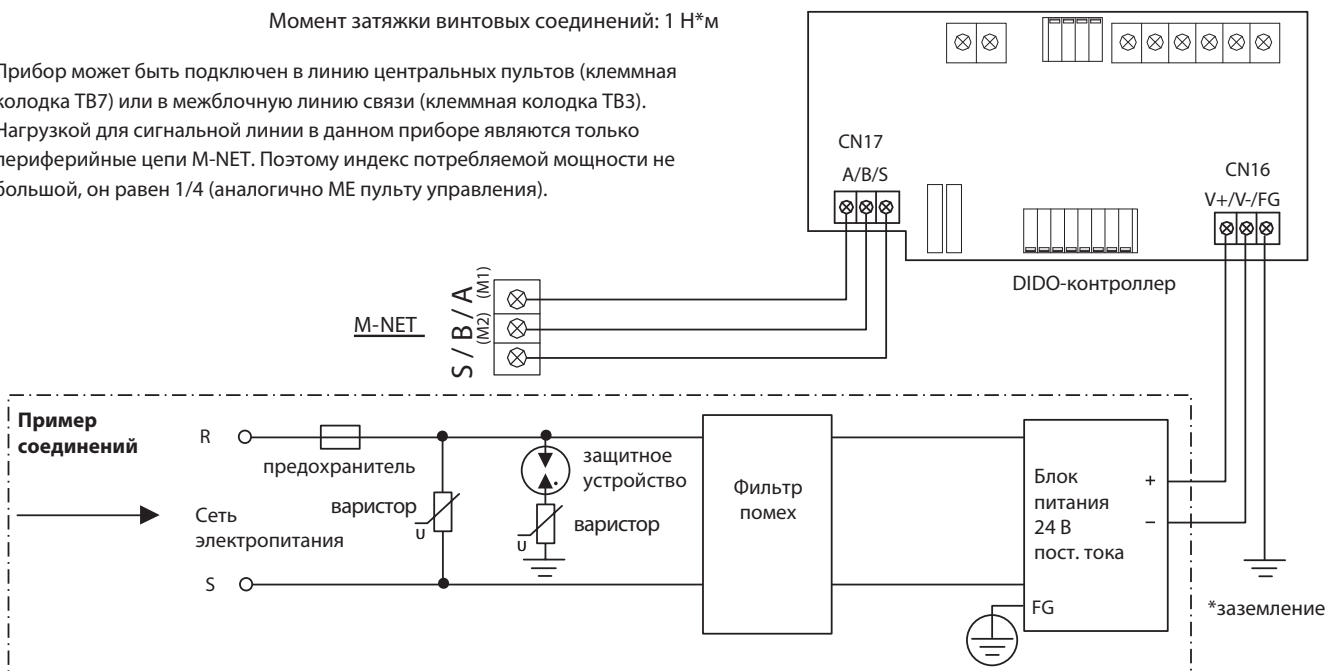 Момент затяжки винтовых соединений: 1 Н*м
Прибор может быть подключен в линию центральных пультов (клеммная
колодка TB7) или в межблочную линию связи (клеммная колодка TB3).
Нагрузкой для сигнальной линии в данном приборе являются только
периферийные цепи M-NET. Поэтому индекс потребляемой мощности не
большой, он равен 1/4 (аналогично ME пульту управления).
CN17
A/B/S
CN16
V+/V-/FG
DIDO-контроллер
M-NET
S / B / A
(M2) (M1)
Пример
соединений
R
предохранитель
варистор
U
защитное
устройство
варистор
U
Сеть
электропитания
S
Фильтр
помех
Блок
питания
24 В
пост. тока
+
−
FG
*заземление